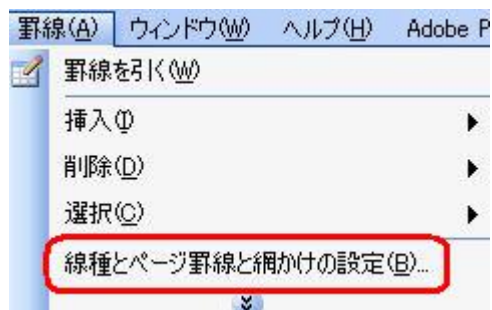 罫線(A) ウィンドウ(W) ヘルプ(H) Adobe P
罫線を引く(W)
挿入(I)
削除(D)
選択(C)
線種とページ罫線と網かけの設定(B)...